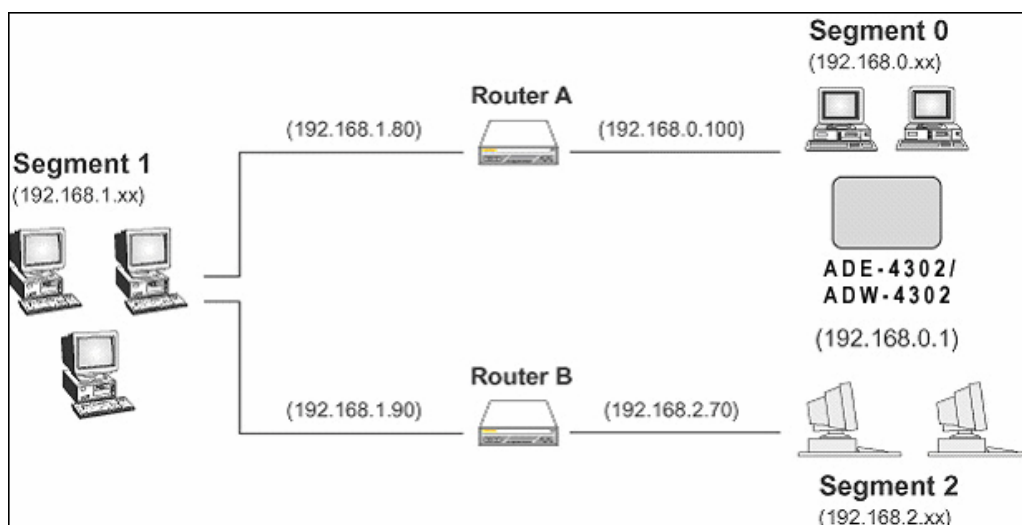 Segment 0
(192.168.0.xx)
Router A
(192.168.1.80)
(192.168.0.100)
Segment 1
(192.168.1.xx)
ADE-4302/
ADW-4302
(192.168.0.1)
Router B
(192.168.1.90)
(192.168.2.70)
Segment 2
(192.168.2.xx)